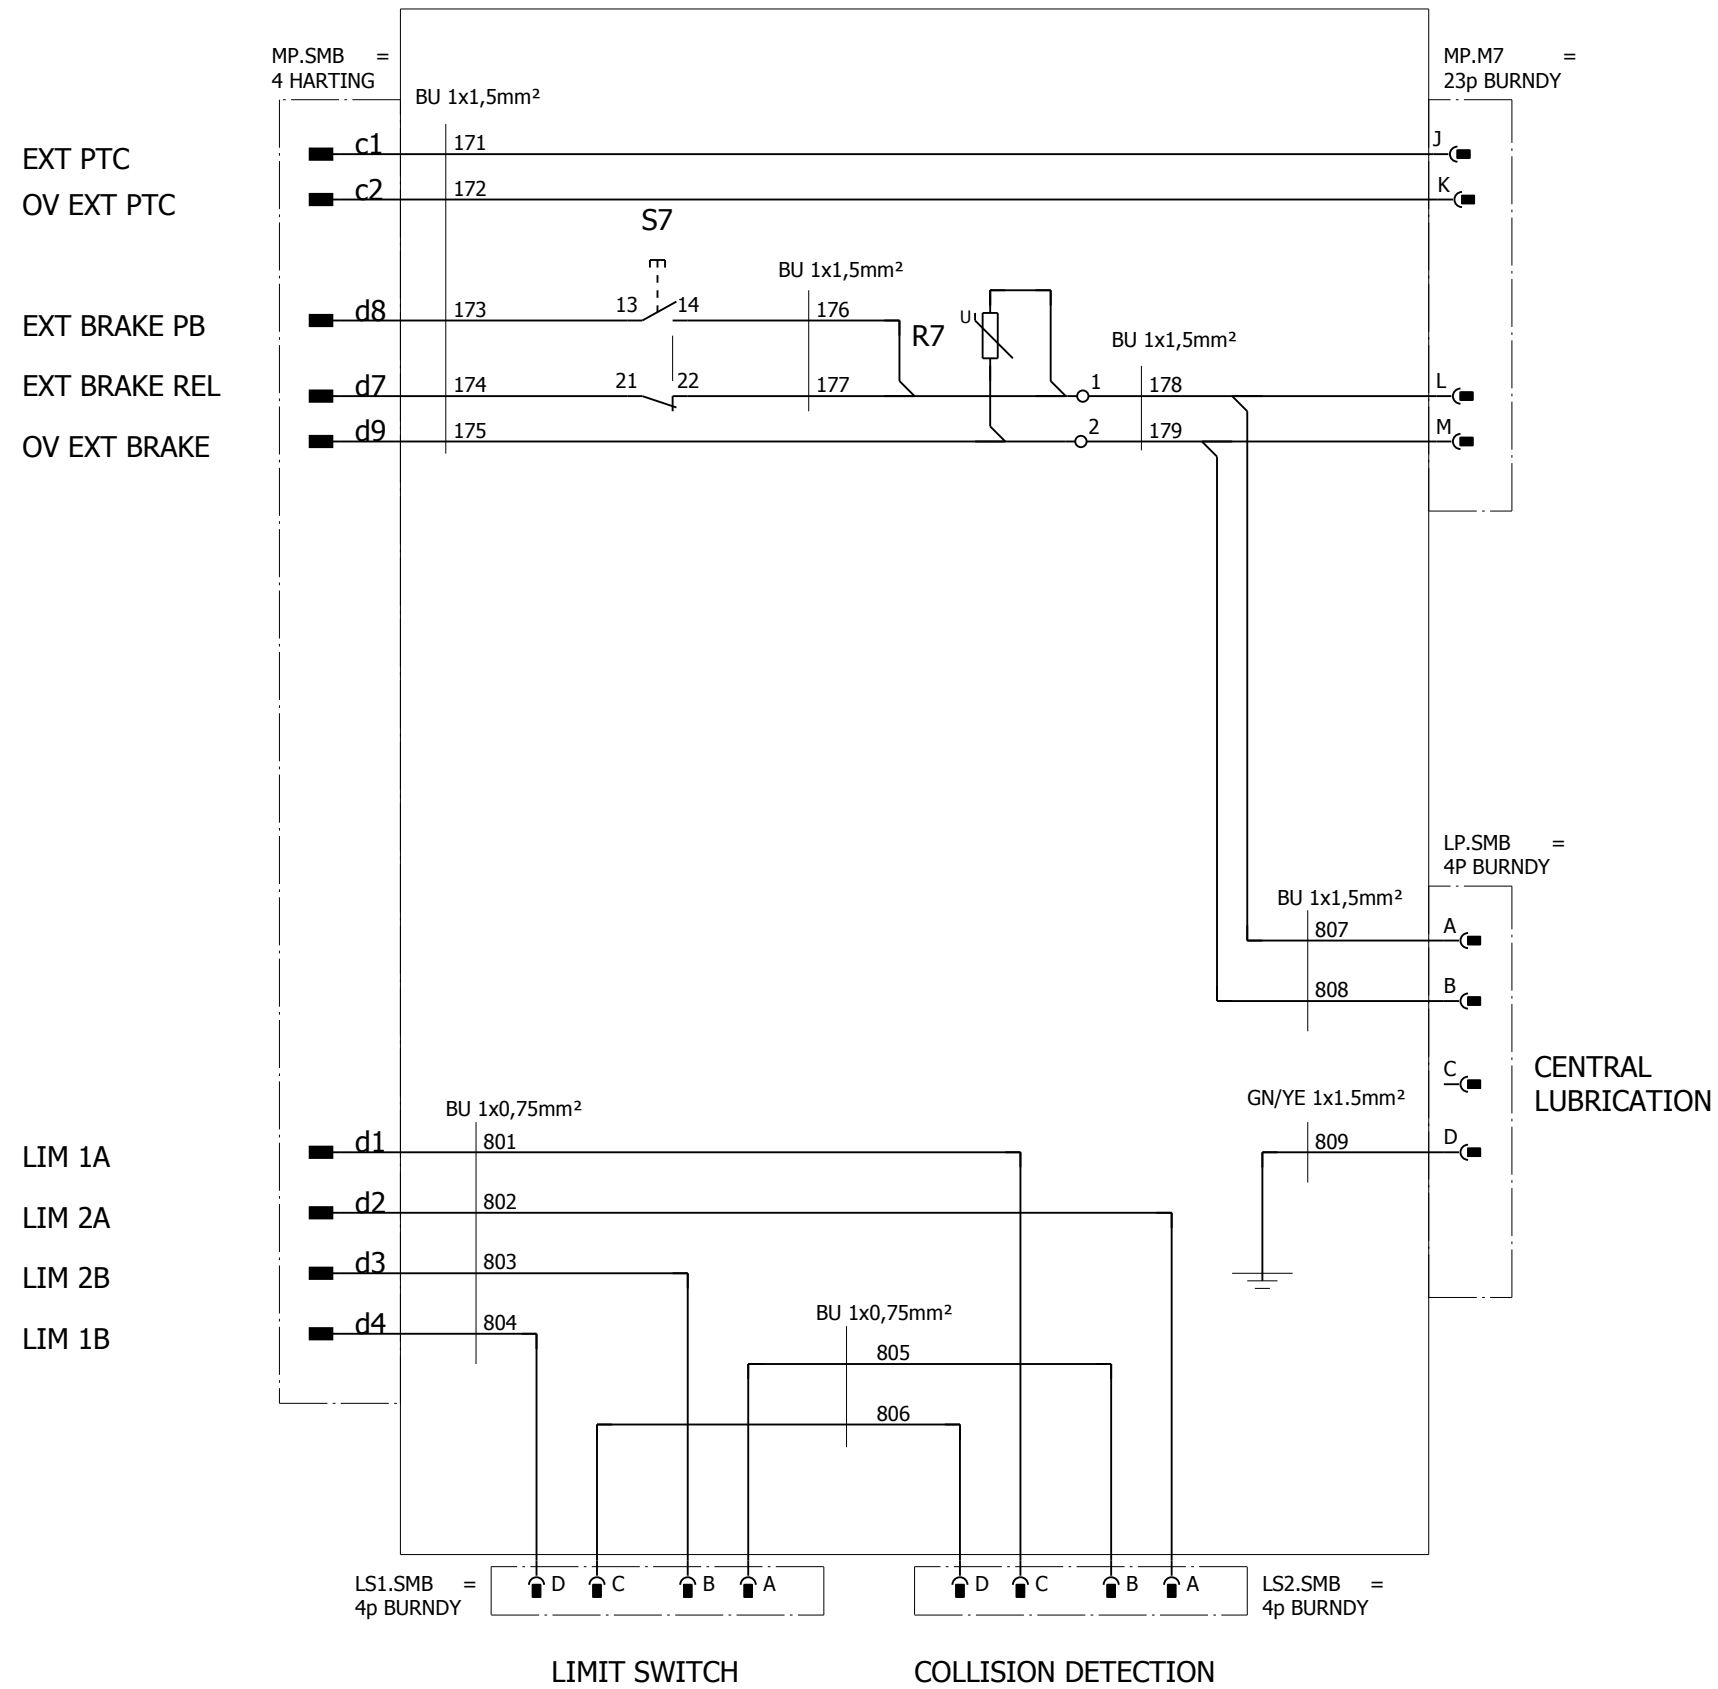 MP.SMB =
4 HARTING
MP.M7 =
23p BURNDY
BU 1x1,5mm²
EXT PTC c1 171 J
OV EXT PTC c2 172 K
S7
BU 1x1,5mm²
EXT BRAKE PB d8 173 13 14 176
U R7
BU 1x1,5mm²
EXT BRAKE REL d7 174 21 22 177 1 178 L
OV EXT BRAKE d9 175 2 179 M
LP.SMB =
4P BURNDY
BU 1x1,5mm²
807 A
808 B
C
CENTRAL
LUBRICATION
GN/YE 1x1.5mm²
809 D
BU 1x0,75mm²
LIM 1A d1 801
LIM 2A d2 802
LIM 2B d3 803
LIM 1B d4 804
BU 1x0,75mm²
805
806
LS1.SMB =
4p BURNDY
D C B A
D C B A
LS2.SMB =
4p BURNDY
LIMIT SWITCH
COLLISION DETECTION